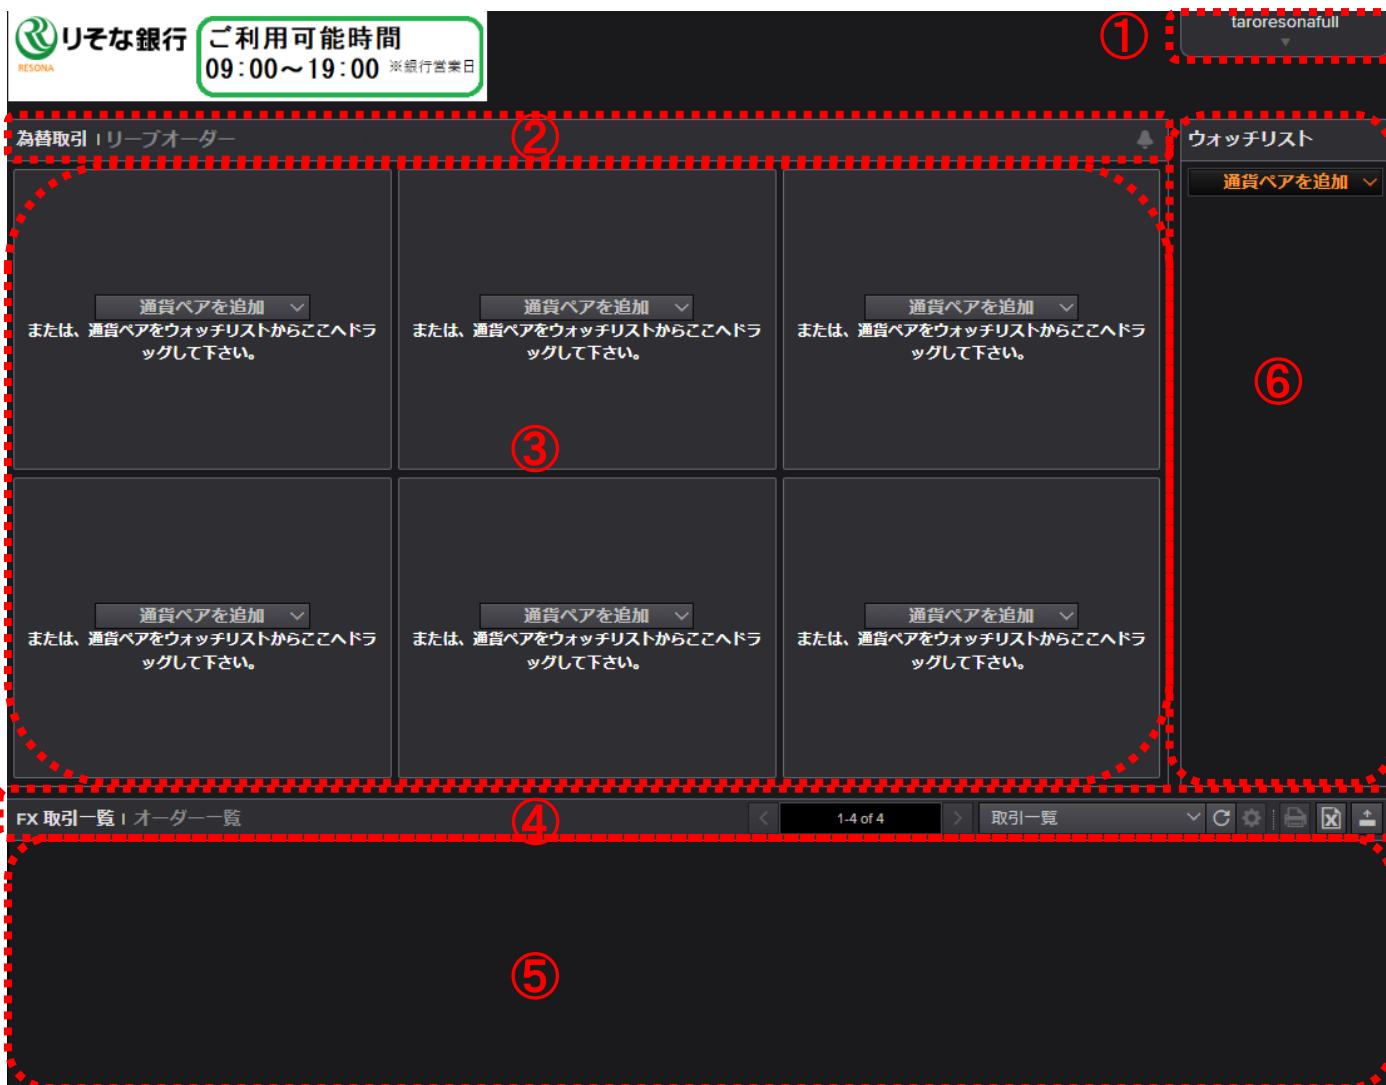 りそな銀行
RESONA
ご利用可能時間
09:00～19:00 ※銀行営業日
①
taroresonafull
為替取引 | リーブオーダー
②
ウォッチリスト
通貨ペアを追加
通貨ペアを追加
または、通貨ペアをウォッチリストからここへドラ
ッグして下さい。
通貨ペアを追加
または、通貨ペアをウォッチリストからここへドラ
ッグして下さい。
通貨ペアを追加
または、通貨ペアをウォッチリストからここへドラ
ッグして下さい。
③
⑥
通貨ペアを追加
または、通貨ペアをウォッチリストからここへドラ
ッグして下さい。
通貨ペアを追加
または、通貨ペアをウォッチリストからここへドラ
ッグして下さい。
通貨ペアを追加
または、通貨ペアをウォッチリストからここへドラ
ッグして下さい。
FX 取引一覧 | オーダー一覧
④
1-4 of 4
取引一覧
⑤